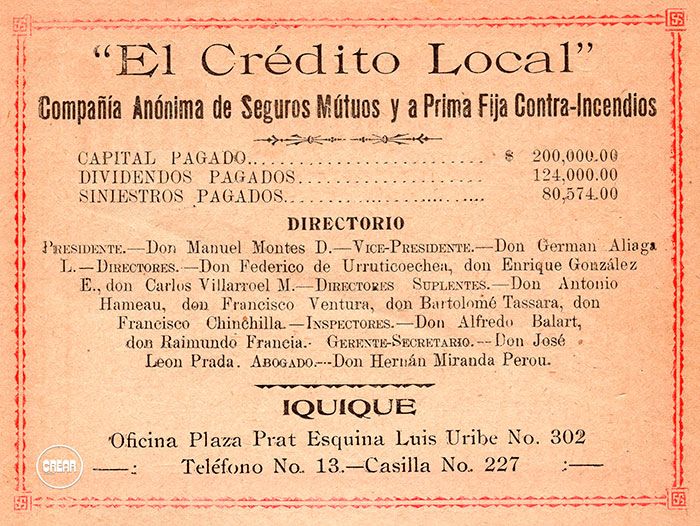 "El Crédito Local"
Compañía Anónima de Seguros Mútuos y a Prima Fija Contra-Incendios
CAPITAL PAGADO........................ $ 200,000.00
DIVIDENDOS PAGADOS..................... 124,000.00
SINIESTROS PAGADOS...................... 80,574.00
DIRECTORIO
PRESIDENTE.—Don Manuel Montes D.—VICE-PRESIDENTE.—Don German Aliaga
L.—DIRECTORES.—Don Federico de Urruticoechea, don Enrique González
E., don Carlos Villarroel M.—DIRECTORES SUPLENTES.—Don Antonio
Hameau, don Francisco Ventura, don Bartolomé Tassara, don
Francisco Chinchilla.—INSPECTORES.—Don Alfredo Balart,
don Raimundo Francia.- GERENTE-SECRETARIO.—Don José
Leon Prada. ABOGADO.---Don Hernán Miranda Perou.
IQUIQUE
Oficina Plaza Prat Esquina Luis Uribe No. 302
Teléfono No. 13.—Casilla No. 227
CREAR